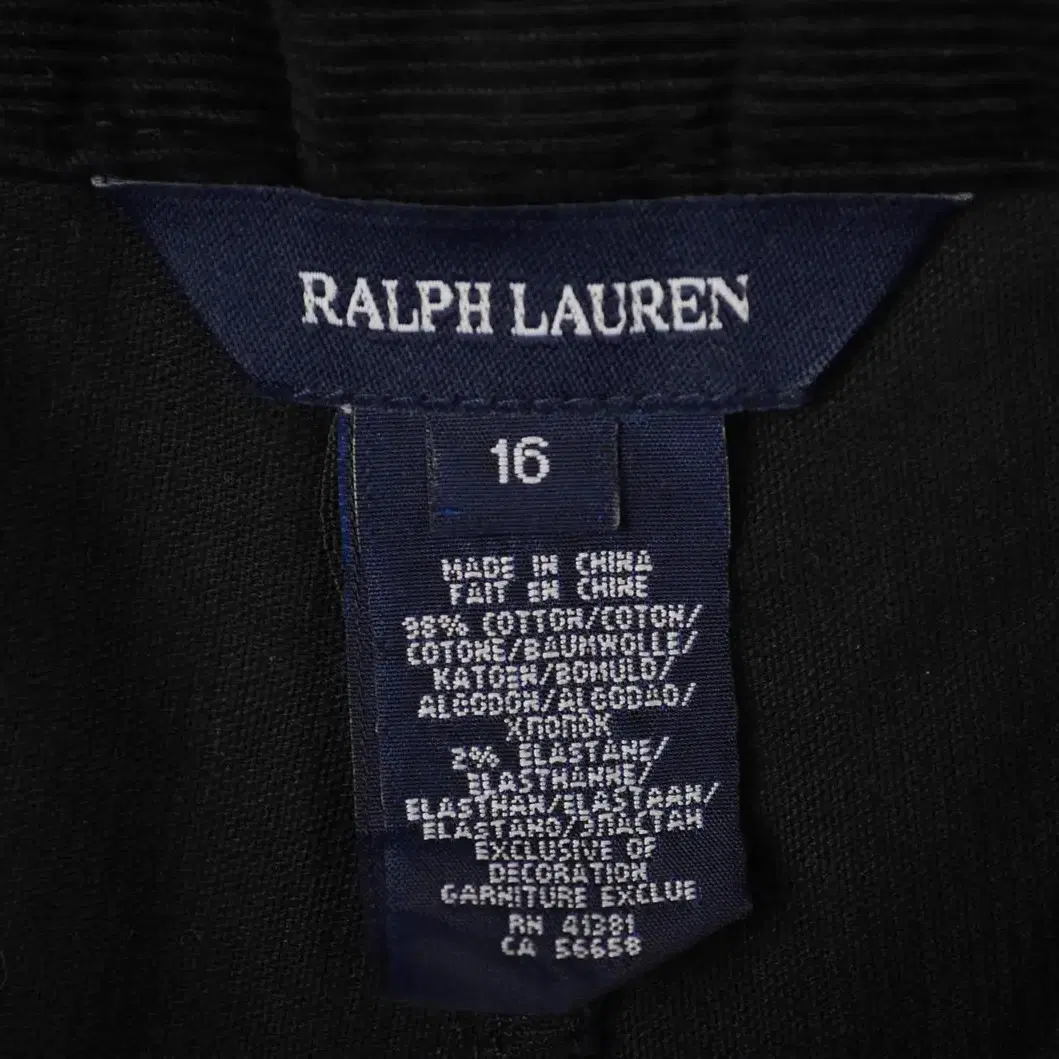 RALPH LAUREN
16
MADE IN CHINA
FAIT EN CHINE
98% COTTON/COTON/
COTONE/BAUMWOLLE/
KATOEN/BOMULD/
ALGODON/ALGODAO/
ХЛОПОК
2% ELASTANE/
ELASTHANNE/
ELASTHAN/ELASTAAN/
ELASTANO/ЭЛАСТАН
EXCLUSIVE OF
DECORATION
GARNITURE EXCLUE
RN 41381
CA 56658